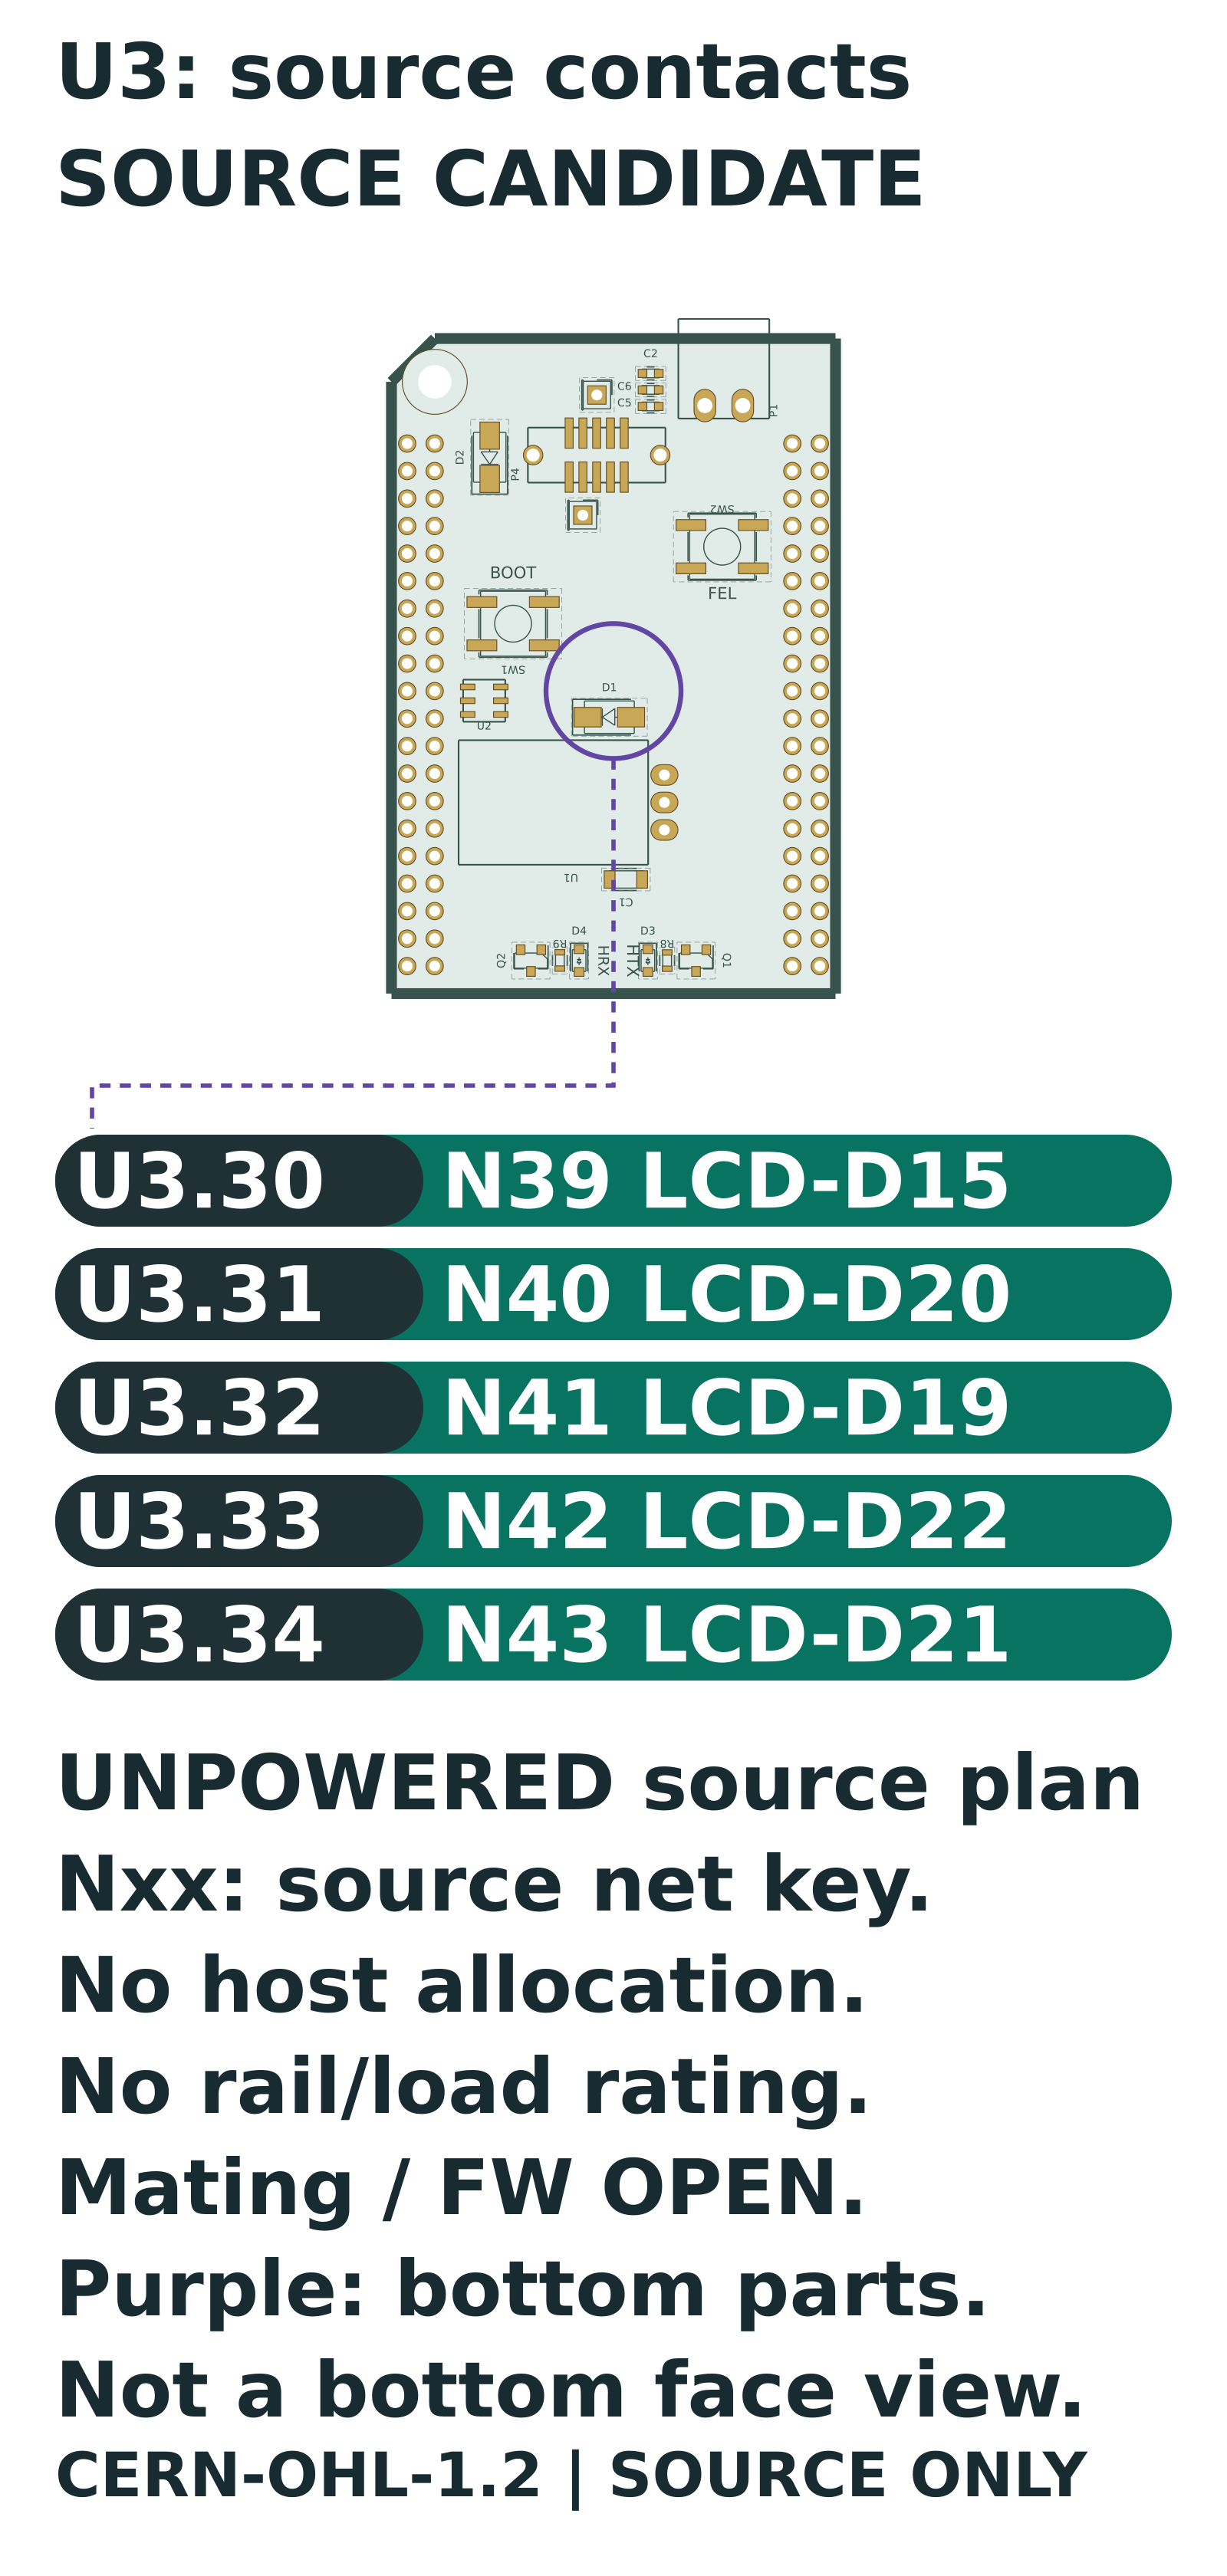 U3: source contacts
SOURCE CANDIDATE
C2
C6
C5
P1
D2
P4
SW2
BOOT
FEL
SW1
D1
U2
U1
C1
D4
D3
Q2
R9
HRX
HTX
R8
Q1
U3.30 N39 LCD-D15
U3.31 N40 LCD-D20
U3.32 N41 LCD-D19
U3.33 N42 LCD-D22
U3.34 N43 LCD-D21
UNPOWERED source plan
Nxx: source net key.
No host allocation.
No rail/load rating.
Mating / FW OPEN.
Purple: bottom parts.
Not a bottom face view.
CERN-OHL-1.2 | SOURCE ONLY